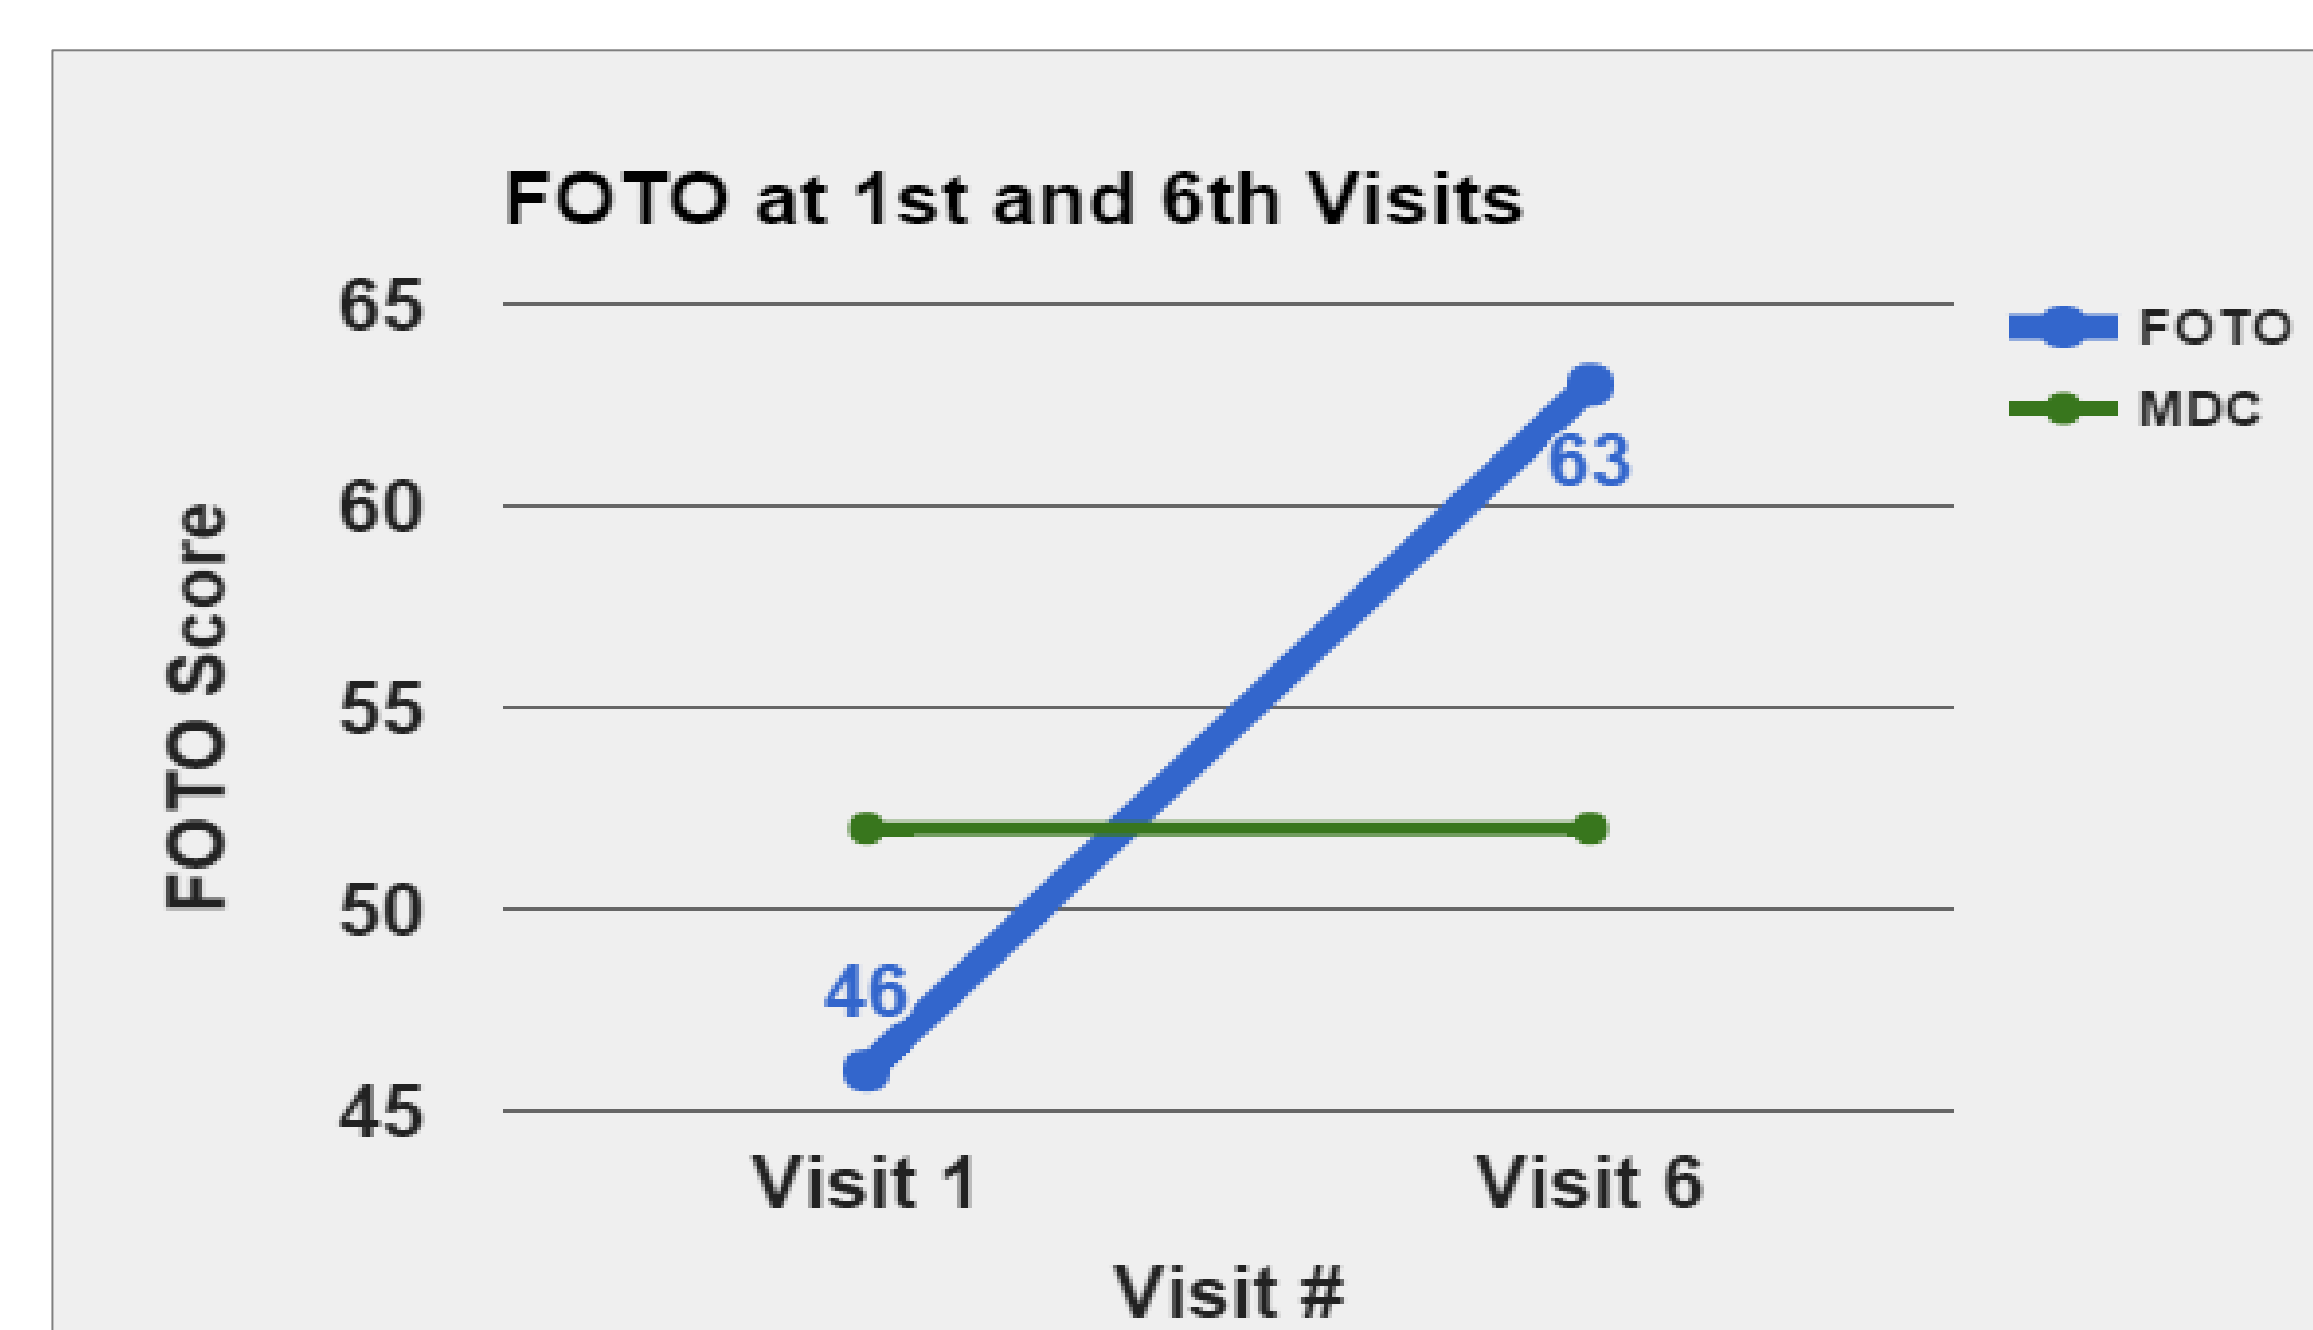 FOTO at 1st and 6th Visits
65
60
55
50
45
FOTO Score
46
63
FOTO
MDC
Visit 1
Visit 6
Visit #